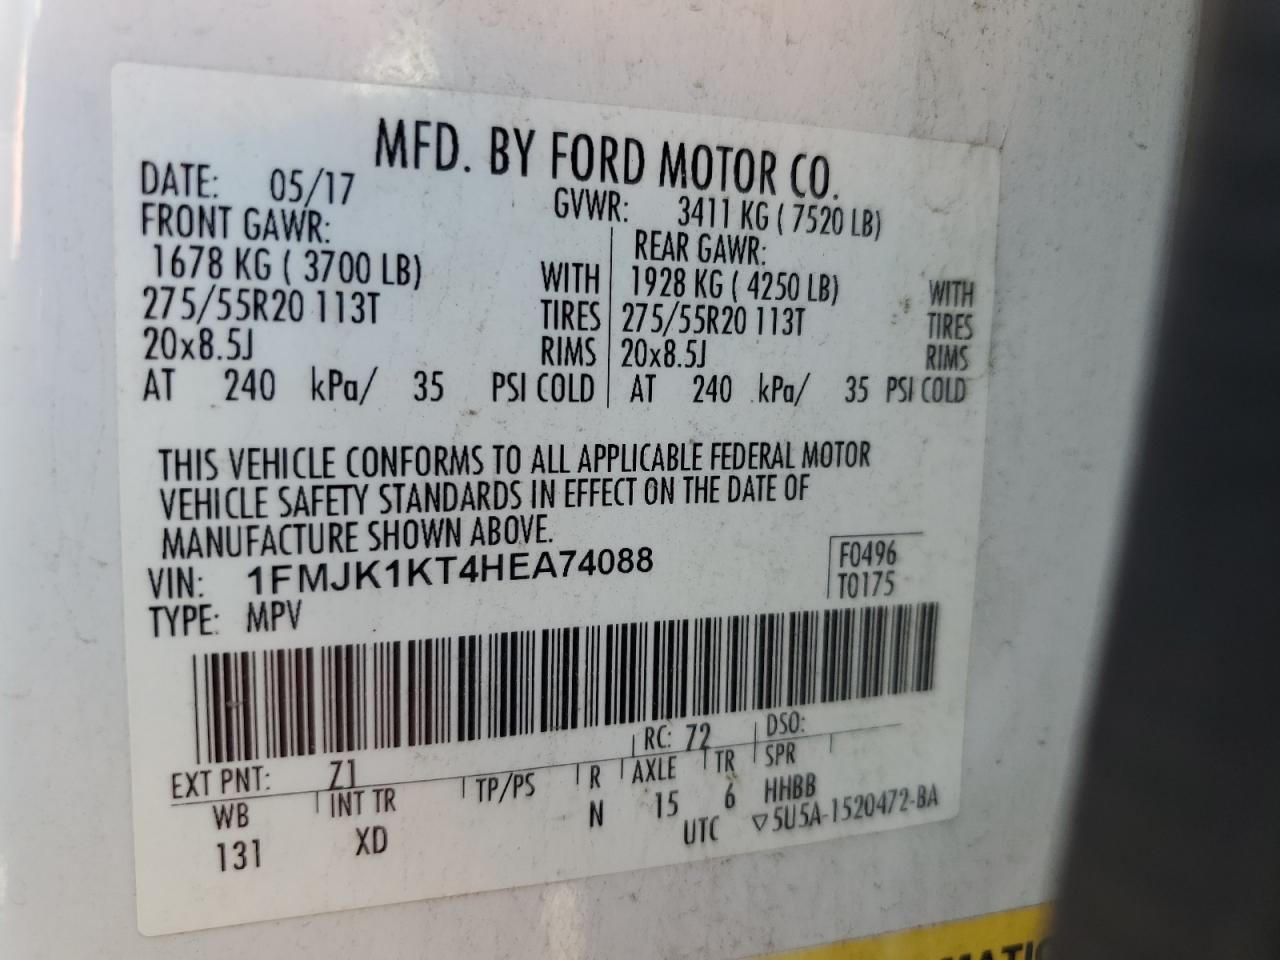 MFD. BY FORD MOTOR CO.
DATE: 05/17 GVWR: 3411 KG ( 7520 LB)
FRONT GAWR: REAR GAWR:
1678 KG ( 3700 LB) WITH 1928 KG ( 4250 LB) WITH
275/55R20 113T TIRES 275/55R20 113T TIRES
20x8.5J RIMS 20x8.5J RIMS
AT 240 kPa/ 35 PSI COLD AT 240 kPa/ 35 PSI COLD
THIS VEHICLE CONFORMS TO ALL APPLICABLE FEDERAL MOTOR
VEHICLE SAFETY STANDARDS IN EFFECT ON THE DATE OF
MANUFACTURE SHOWN ABOVE.
VIN: 1FMJK1KT4HEA74088 F0496
TYPE: MPV T0175
EXT PNT: Z1 RC: 72 DSO:
WB INT TR TP/PS R AXLE TR SPR
131 XD N 15 6 HHBB
UTC ▽5U5A-1520472-BA